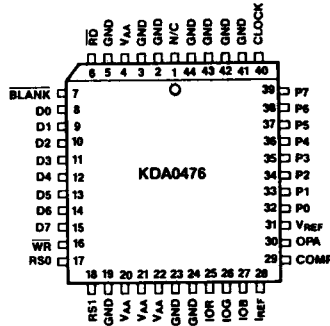 RD GND VAA GND GND N/C GND GND GND GND CLOCK
6 5 4 3 2 1 44 43 42 41 40
BLANK 7
D0 8
D1 9
D2 10
D3 11
D4 12
D5 13
D6 14
D7 15
WR 16
RS0 17
KDA0476
39 P7
38 P6
37 P5
36 P4
35 P3
34 P2
33 P1
32 P0
31 VREF
30 OPA
29 COMP
18 19 20 21 22 23 24 25 26 27 28
RS1 GND VAA VAA VAA GND GND IOR IOG IOB IREF